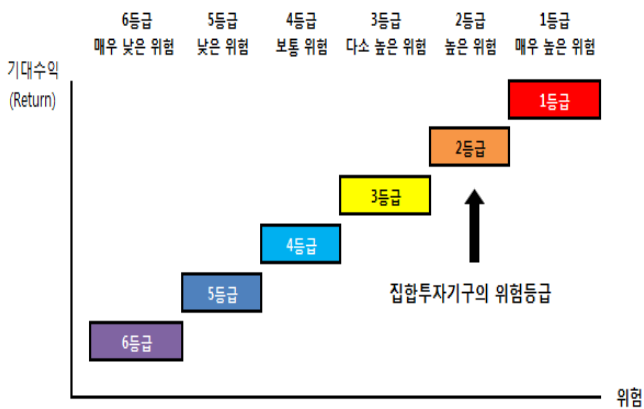 6등급 5등급 4등급 3등급 2등급 1등급
매우 낮은 위험 낮은 위험 보통 위험 다소 높은 위험 높은 위험 매우 높은 위험
기대수익
(Return)
1등급
2등급
3등급
4등급
5등급
6등급
집합투자기구의 위험등급
위험